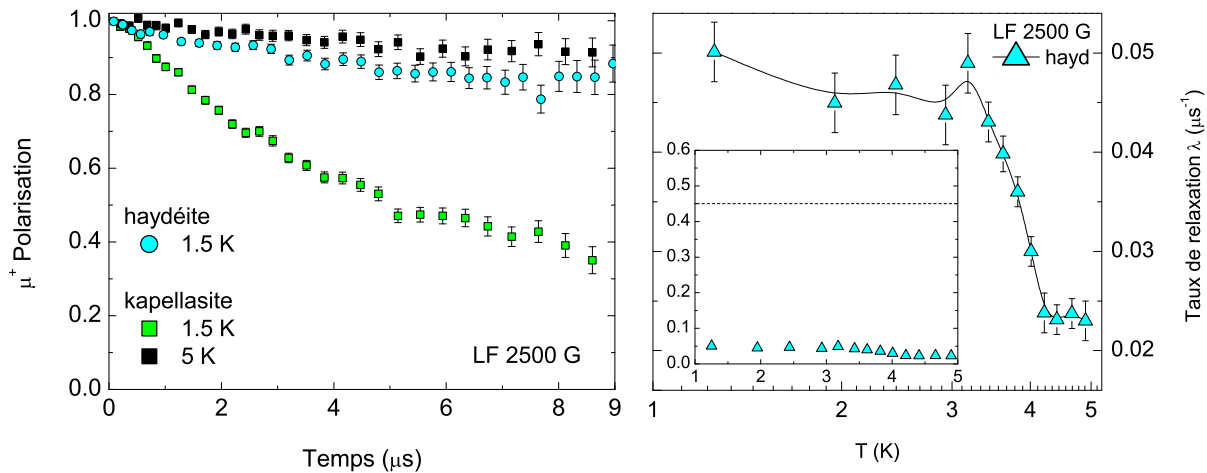 μ⁺ Polarisation
1.0
0.8
0.6
0.4
0.2
0.0
haydéite
1.5 K
kapellasite
1.5 K
5 K
LF 2500 G
0 2 4 6 8 9
Temps (μs)
LF 2500 G
hayd
0.05
0.04
0.03
0.02
Taux de relaxation λ (μs⁻¹)
0.6
0.5
0.4
0.3
0.2
0.1
0.0
1 2 3 4 5
1 2 3 4 5
T (K)